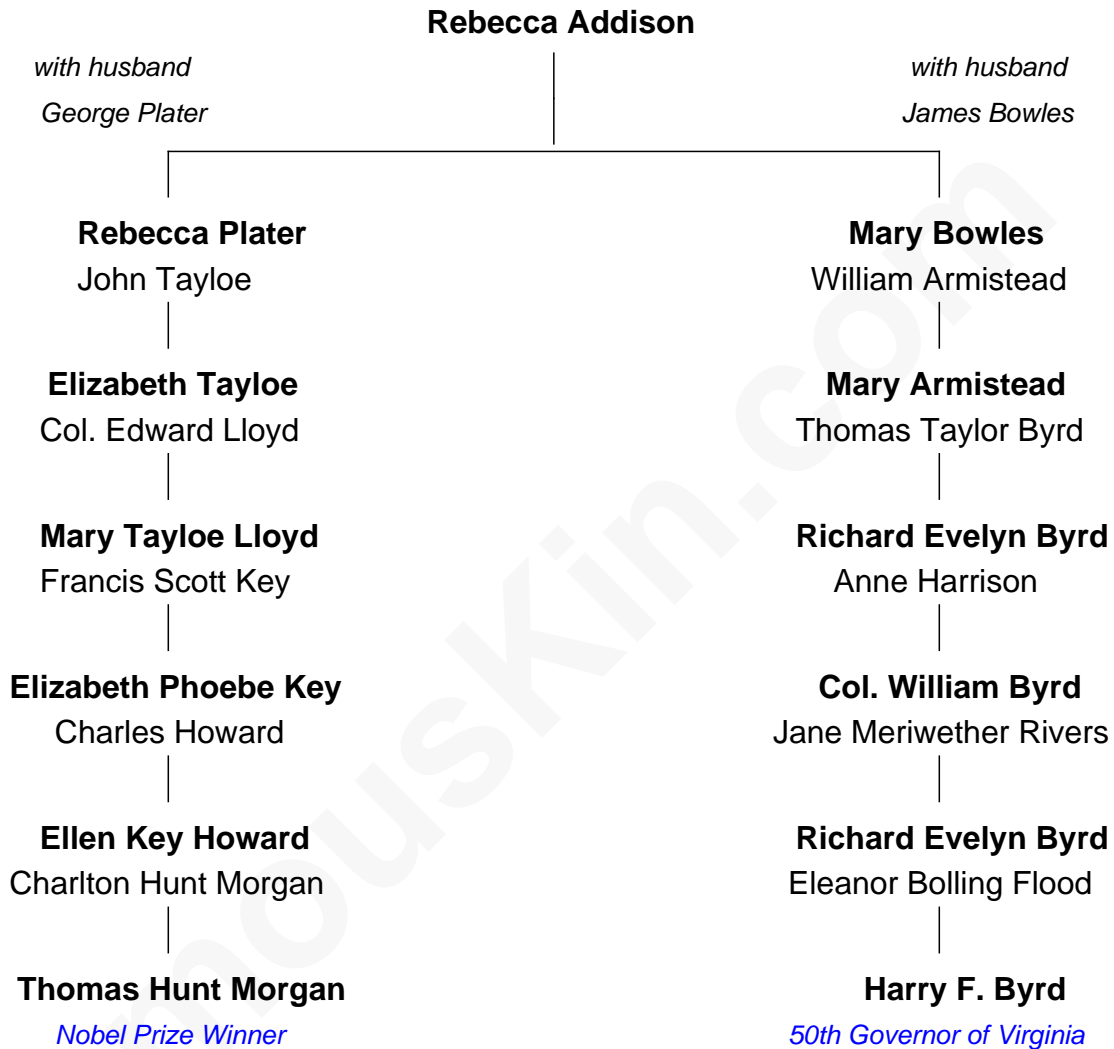 Rebecca Addison
with husband
George Plater
with husband
James Bowles
Rebecca Plater
John Tayloe
Mary Bowles
William Armistead
Elizabeth Tayloe
Col. Edward Lloyd
Mary Armistead
Thomas Taylor Byrd
Mary Tayloe Lloyd
Francis Scott Key
Richard Evelyn Byrd
Anne Harrison
Elizabeth Phoebe Key
Charles Howard
Col. William Byrd
Jane Meriwether Rivers
Ellen Key Howard
Charlton Hunt Morgan
Richard Evelyn Byrd
Eleanor Bolling Flood
Thomas Hunt Morgan
Nobel Prize Winner
Harry F. Byrd
50th Governor of Virginia
mousKin.com